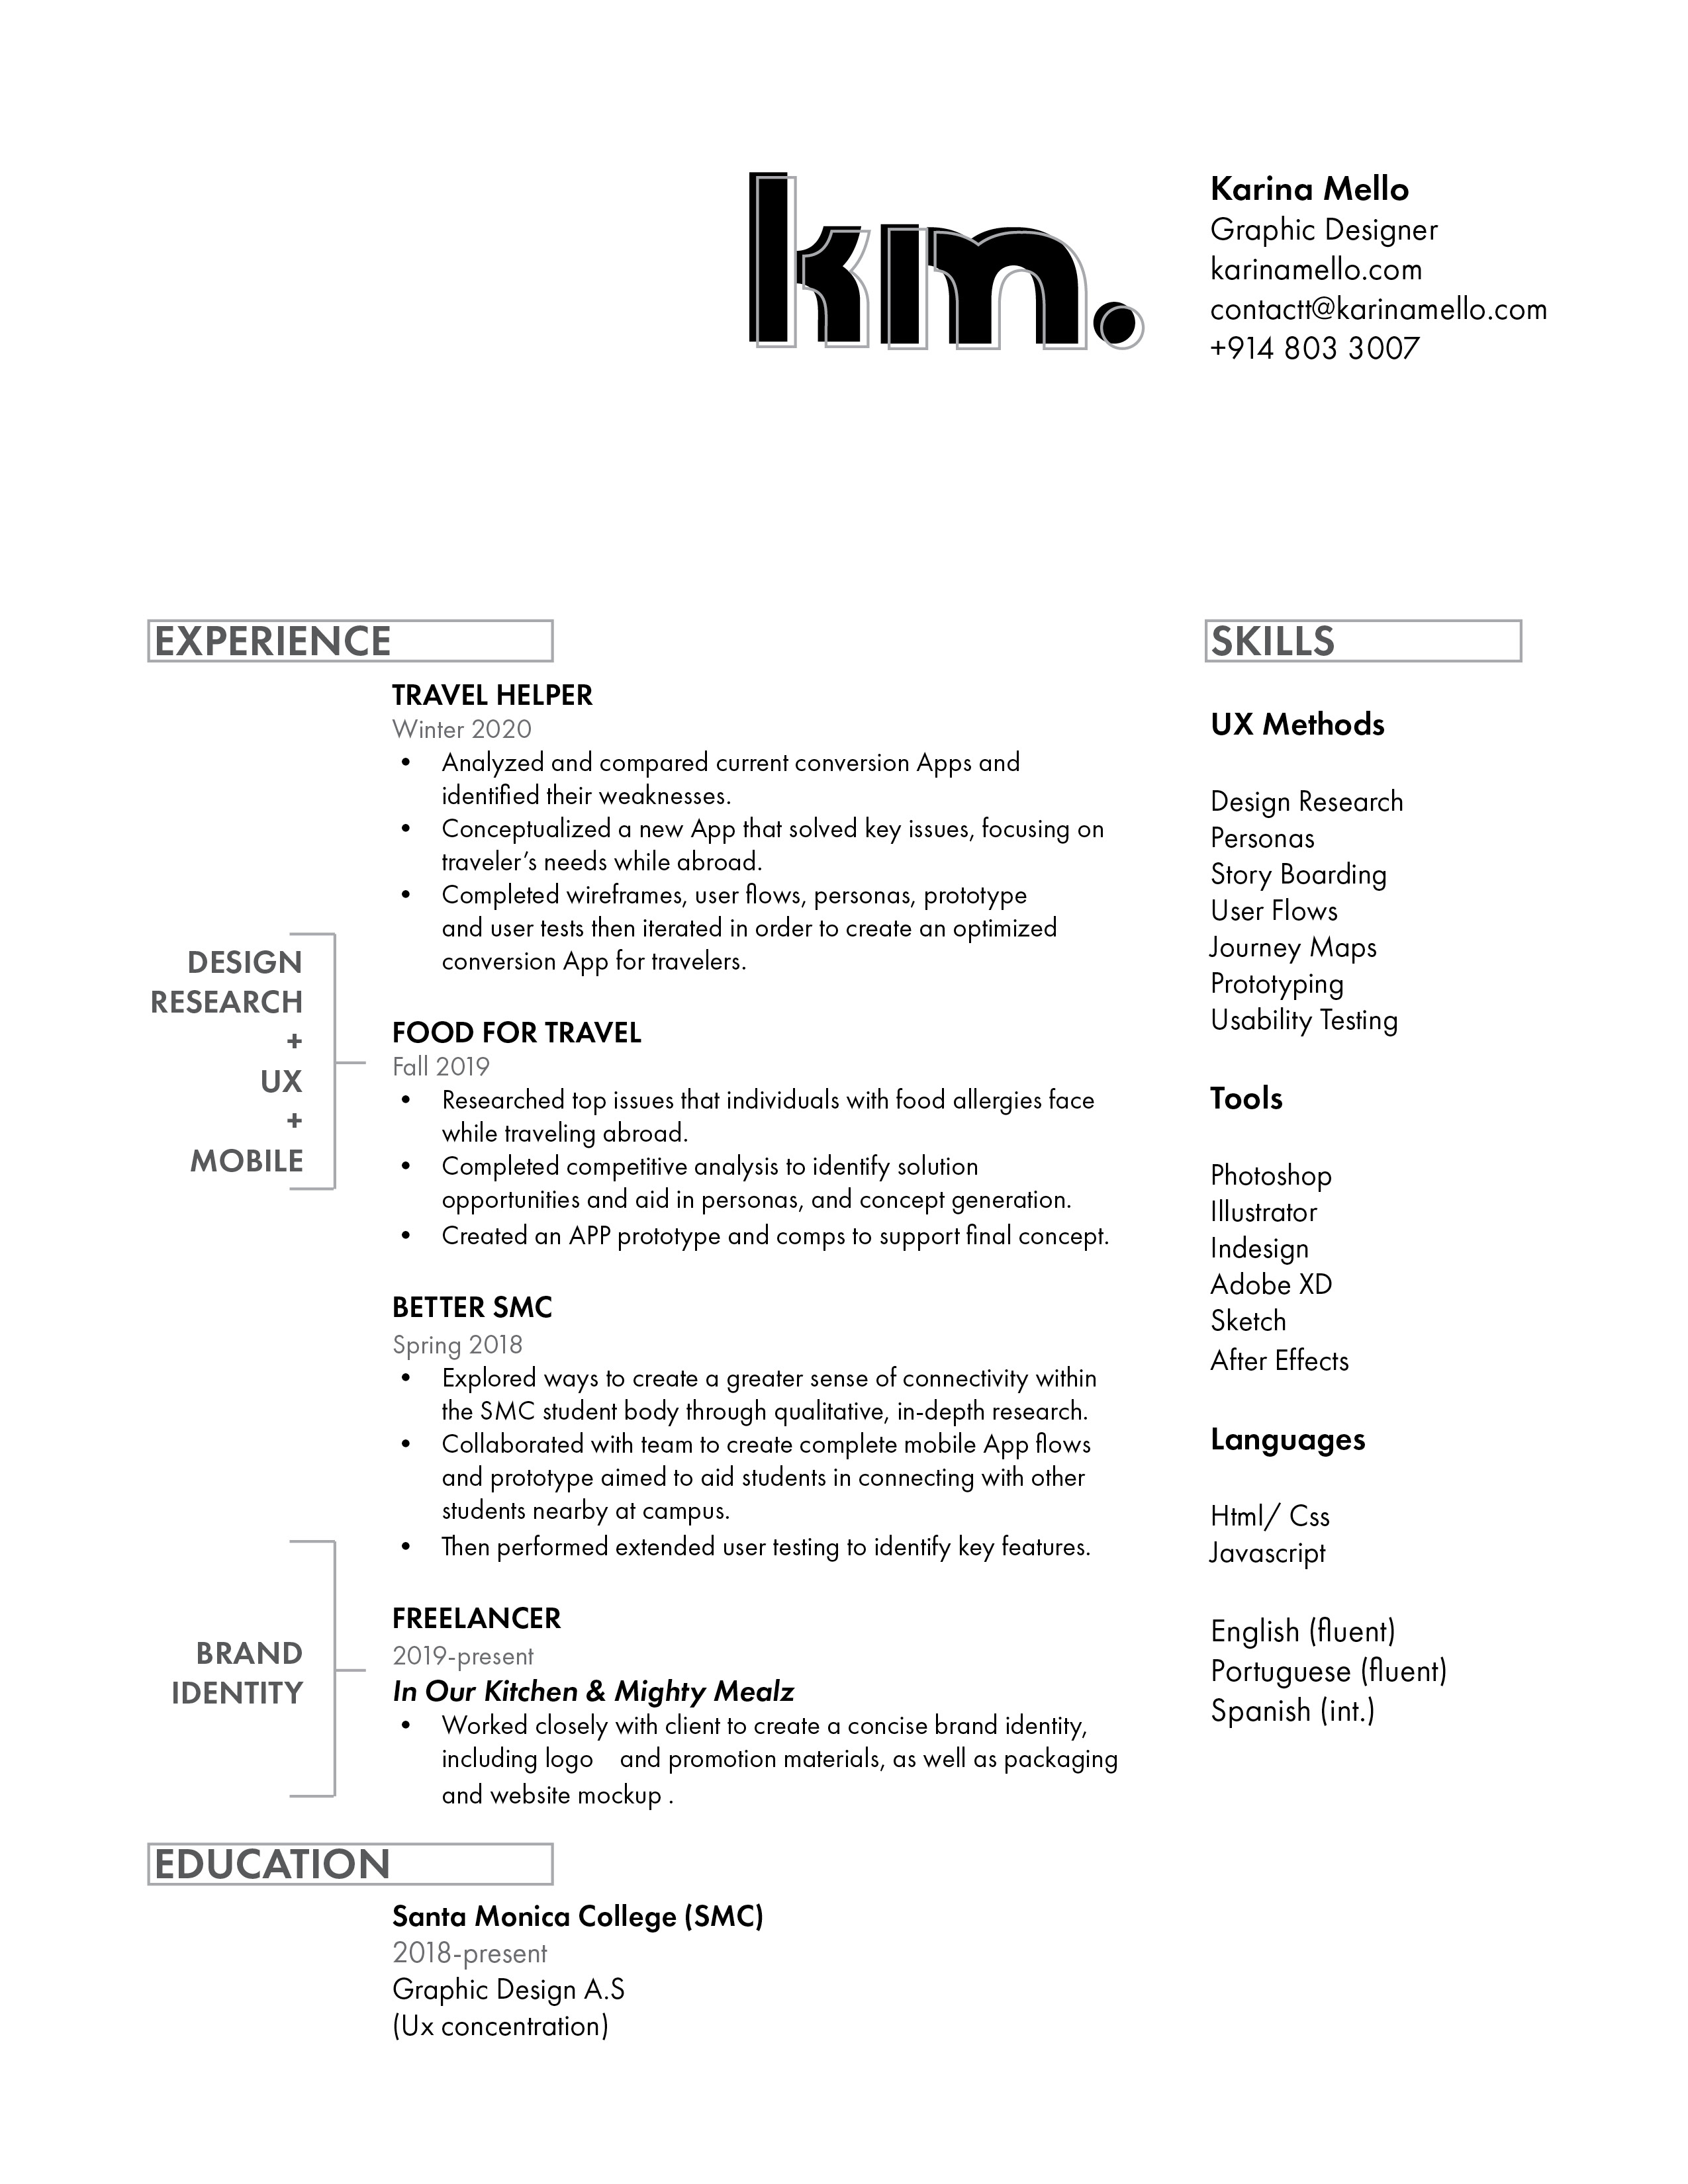 km.
Karina Mello
Graphic Designer
karinamello.com
contactt@karinamello.com
+914 803 3007
EXPERIENCE
TRAVEL HELPER
Winter 2020
• Analyzed and compared current conversion Apps and
identified their weaknesses.
• Conceptualized a new App that solved key issues, focusing on
traveler’s needs while abroad.
• Completed wireframes, user flows, personas, prototype
and user tests then iterated in order to create an optimized
conversion App for travelers.
DESIGN
RESEARCH
+
UX
+
MOBILE
FOOD FOR TRAVEL
Fall 2019
• Researched top issues that individuals with food allergies face
while traveling abroad.
• Completed competitive analysis to identify solution
opportunities and aid in personas, and concept generation.
• Created an APP prototype and comps to support final concept.
BETTER SMC
Spring 2018
• Explored ways to create a greater sense of connectivity within
the SMC student body through qualitative, in-depth research.
• Collaborated with team to create complete mobile App flows
and prototype aimed to aid students in connecting with other
students nearby at campus.
• Then performed extended user testing to identify key features.
BRAND
IDENTITY
FREELANCER
2019-present
In Our Kitchen & Mighty Mealz
• Worked closely with client to create a concise brand identity,
including logo    and promotion materials, as well as packaging
and website mockup .
EDUCATION
Santa Monica College (SMC)
2018-present
Graphic Design A.S
(Ux concentration)
SKILLS
UX Methods
Design Research
Personas
Story Boarding
User Flows
Journey Maps
Prototyping
Usability Testing
Tools
Photoshop
Illustrator
Indesign
Adobe XD
Sketch
After Effects
Languages
Html/ Css
Javascript
English (fluent)
Portuguese (fluent)
Spanish (int.)